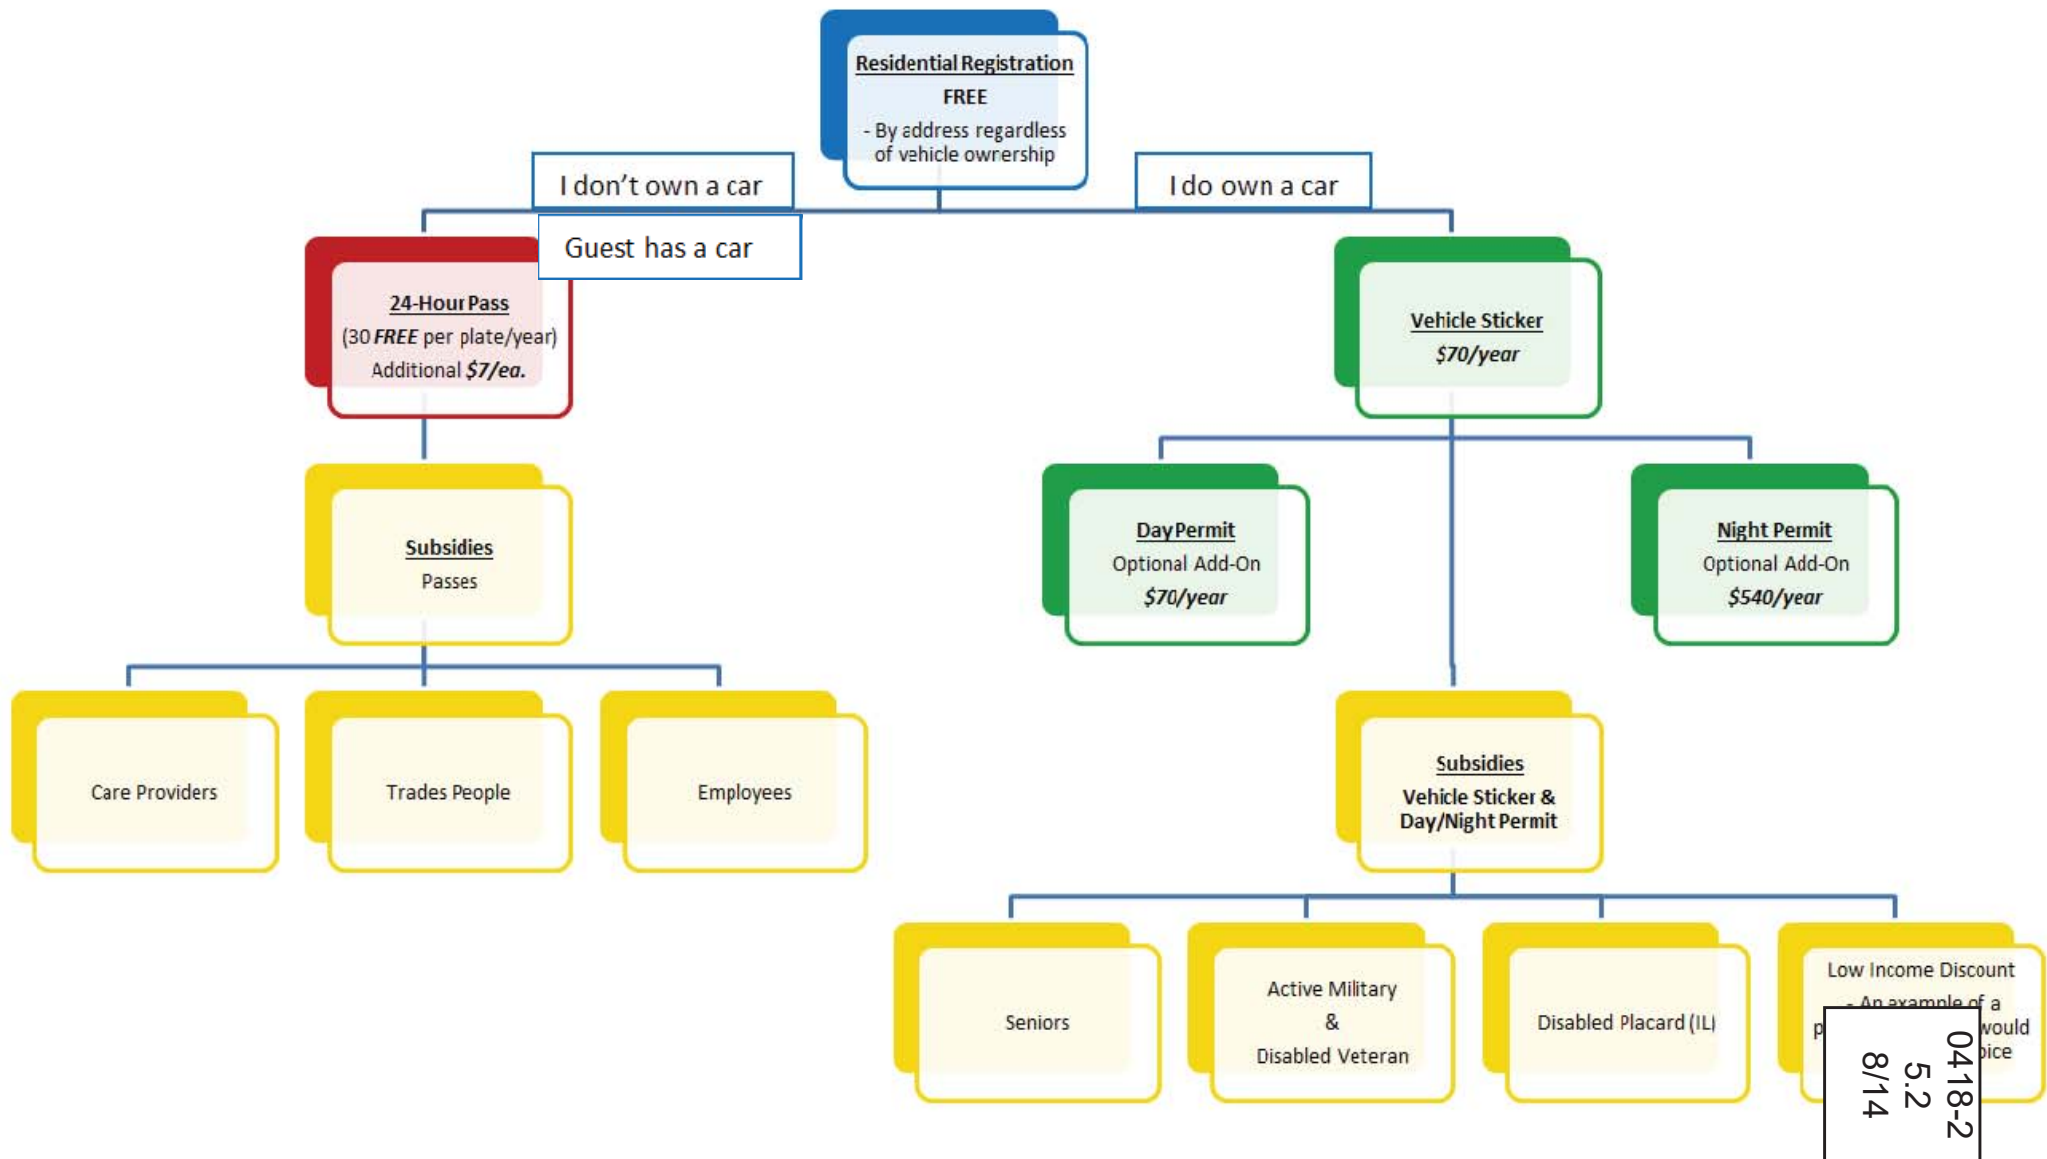 Residential Registration
FREE
- By address regardless
of vehicle ownership
I don't own a car
I do own a car
Guest has a car
24-Hour Pass
(30 FREE per plate/year)
Additional $7/ea.
Vehicle Sticker
$70/year
Subsidies
Passes
Day Permit
Optional Add-On
$70/year
Night Permit
Optional Add-On
$540/year
Care Providers
Trades People
Employees
Subsidies
Vehicle Sticker &
Day/Night Permit
Seniors
Active Military
&
Disabled Veteran
Disabled Placard (IL)
Low Income Discount
- An example of a
would
0418-2
5.2
8/14